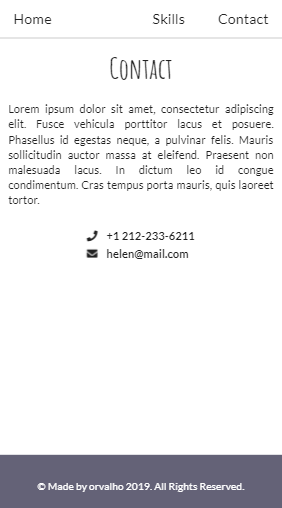 Home Skills Contact
Contact
Lorem ipsum dolor sit amet, consectetur adipiscing
elit. Fusce vehicula porttitor lacus et posuere.
Phasellus id egestas neque, a pulvinar felis. Mauris
sollicitudin auctor massa at eleifend. Praesent non
malesuada lacus. In dictum leo id congue
condimentum. Cras tempus porta mauris, quis laoreet
tortor.
+1 212-233-6211
helen@mail.com
© Made by orvalho 2019. All Rights Reserved.